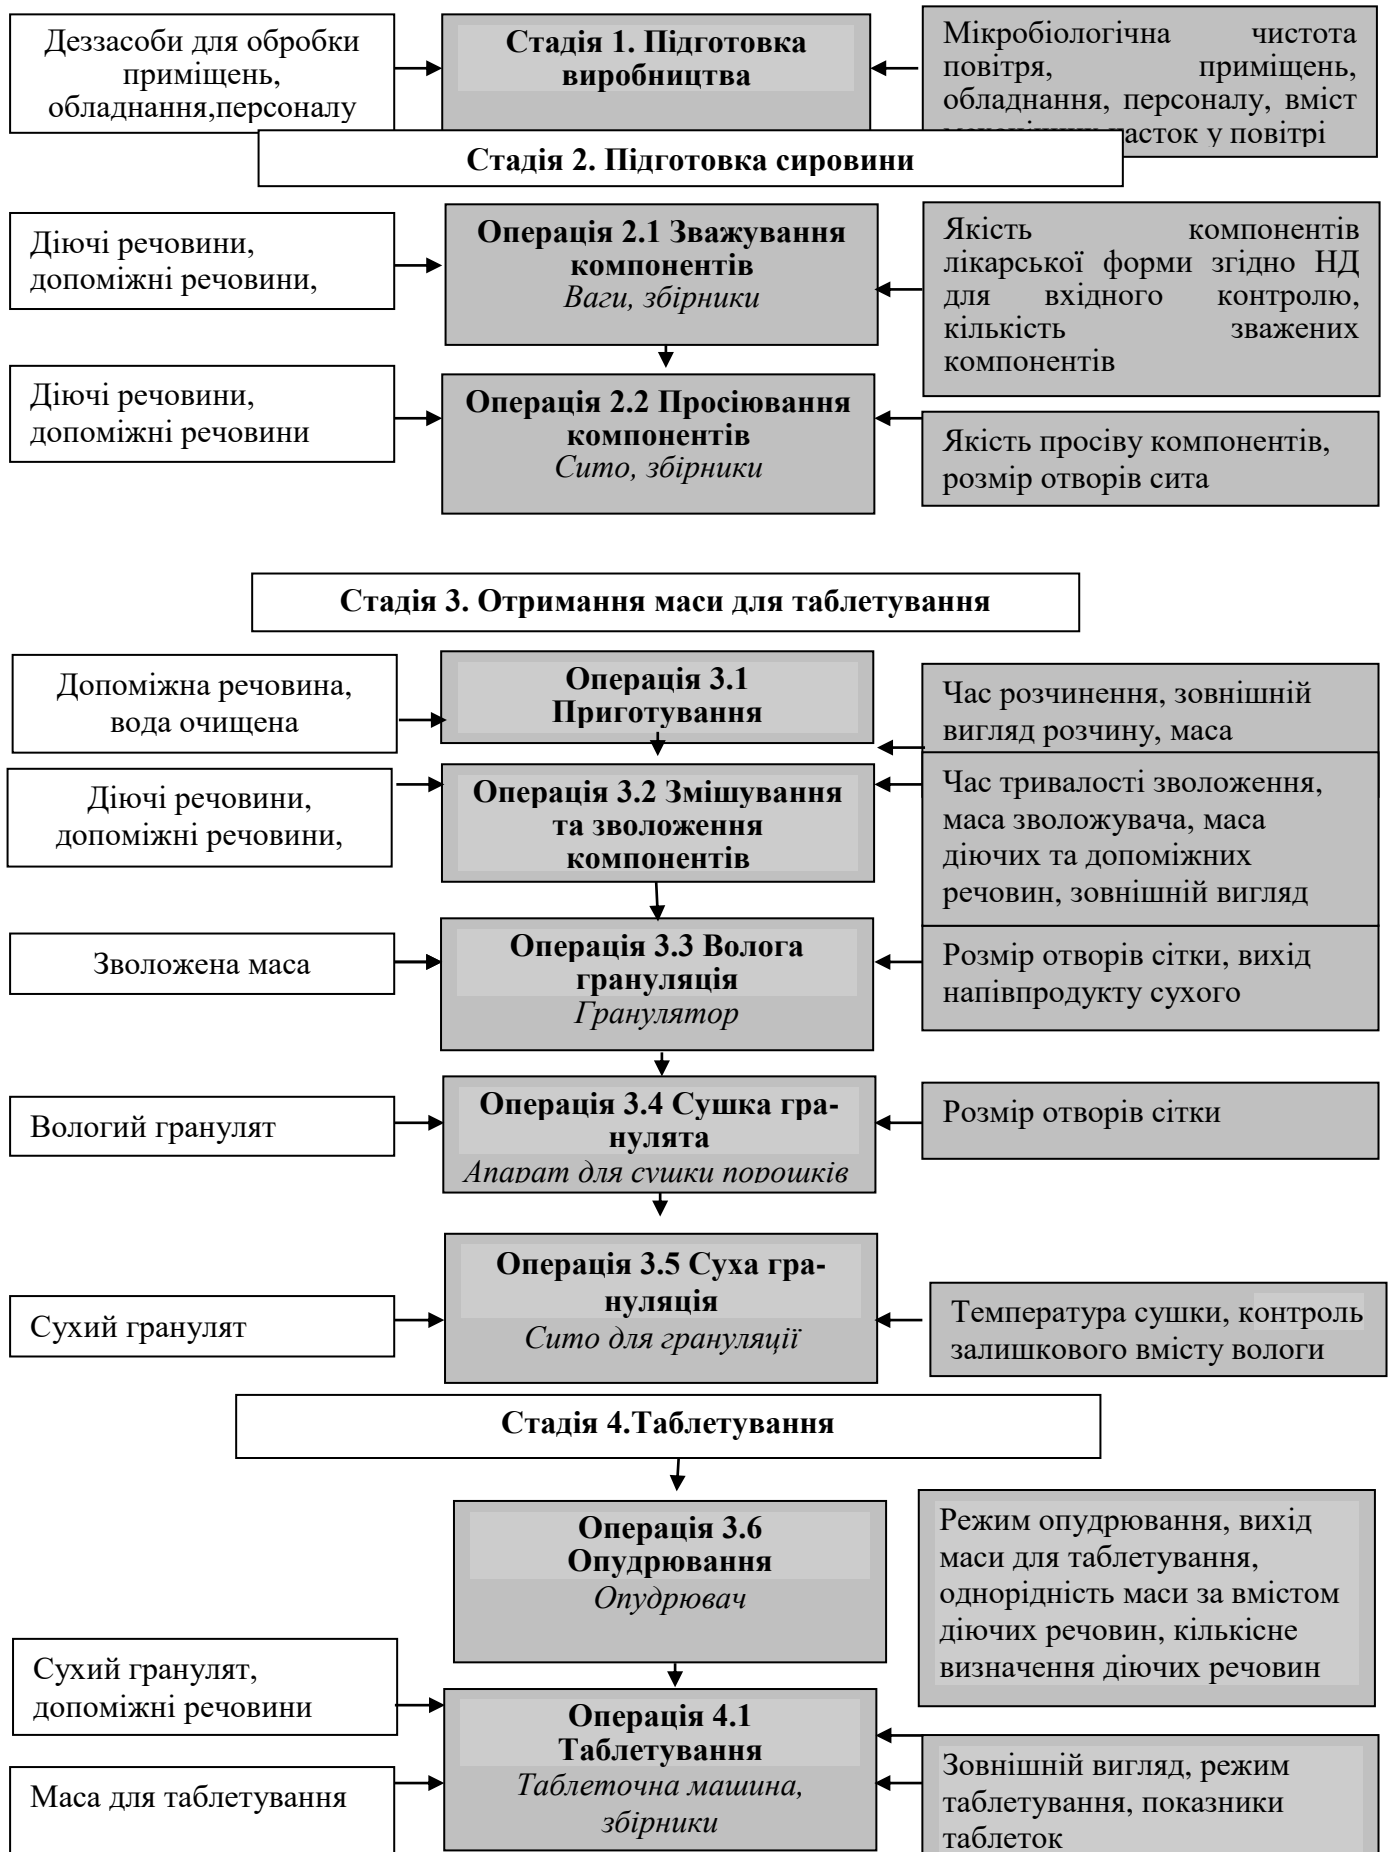 Деззасоби для обробки
приміщень,
обладнання,персоналу
Стадія 1. Підготовка
виробництва
Мікробіологічна чистота
повітря, приміщень,
обладнання, персоналу, вміст
часток у повітрі
Стадія 2. Підготовка сировини
Діючі речовини,
допоміжні речовини,
Операція 2.1 Зважування
компонентів
Ваги, збірники
Якість компонентів
лікарської форми згідно НД
для вхідного контролю,
кількість зважених
компонентів
Діючі речовини,
допоміжні речовини
Операція 2.2 Просіювання
компонентів
Сито, збірники
Якість просіву компонентів,
розмір отворів сита
Стадія 3. Отримання маси для таблетування
Допоміжна речовина,
вода очищена
Операція 3.1
Приготування
Час розчинення, зовнішній
вигляд розчину, маса
Діючі речовини,
допоміжні речовини,
Операція 3.2 Змішування
та зволоження
компонентів
Час тривалості зволоження,
маса зволожувача, маса
діючих та допоміжних
речовин, зовнішній вигляд
Зволожена маса
Операція 3.3 Волога
грануляція
Гранулятор
Розмір отворів сітки, вихід
напівпродукту сухого
Вологий гранулят
Операція 3.4 Сушка гра-
нулята
Апарат для сушки порошків
Розмір отворів сітки
Сухий гранулят
Операція 3.5 Суха гра-
нуляція
Сито для грануляції
Температура сушки, контроль
залишкового вмісту вологи
Стадія 4.Таблетування
Операція 3.6
Опудрювання
Опудрювач
Режим опудрювання, вихід
маси для таблетування,
однорідність маси за вмістом
діючих речовин, кількісне
визначення діючих речовин
Сухий гранулят,
допоміжні речовини
Операція 4.1
Таблетування
Таблеточна машина,
збірники
Маса для таблетування
Зовнішній вигляд, режим
таблетування, показники
таблеток